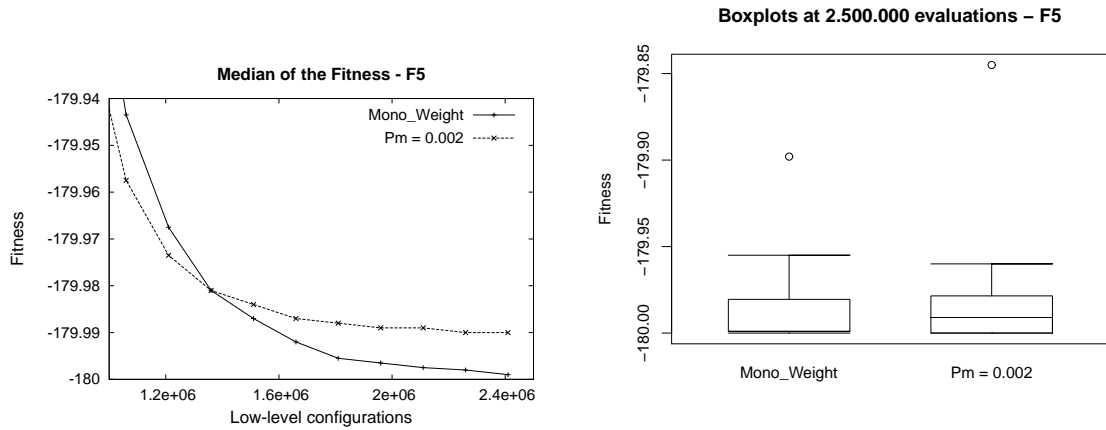 Median of the Fitness - F5
Mono_Weight
Pm = 0.002
-179.94
-179.95
-179.96
-179.97
-179.98
-179.99
-180
Fitness
1.2e+06 1.6e+06 2e+06 2.4e+06
Low-level configurations
Boxplots at 2.500.000 evaluations – F5
−179.85
−179.90
−179.95
−180.00
Fitness
Mono_Weight Pm = 0.002